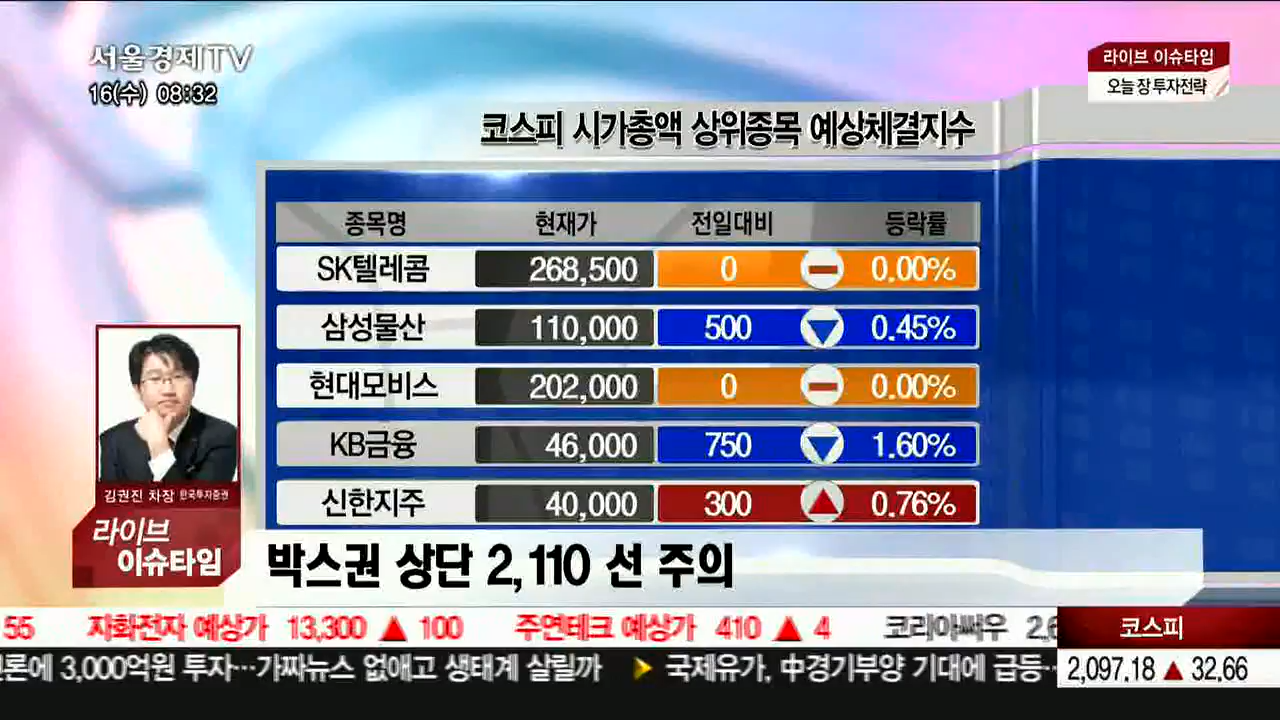 서울경제TV
16(수) 08:32
라이브 이슈타임
오늘 장 투자전략
코스피 시가총액 상위종목 예상체결지수
종목명 현재가 전일대비 등락률
SK텔레콤 268,500 0 0.00%
삼성물산 110,000 500 ▼ 0.45%
현대모비스 202,000 0 0.00%
KB금융 46,000 750 ▼ 1.60%
신한지주 40,000 300 ▲ 0.76%
김권진 차장 한국투자증권
라이브
이슈타임
박스권 상단 2,110 선 주의
55 지화전자 예상가 13,300 ▲ 100 주연테크 예상가 410 ▲ 4 코리아써우
코스피
론에 3,000억원 투자…가짜뉴스 없애고 생태계 살릴까 ▶ 국제유가, 中경기부양 기대에 급등…
2,097.18 ▲ 32.66